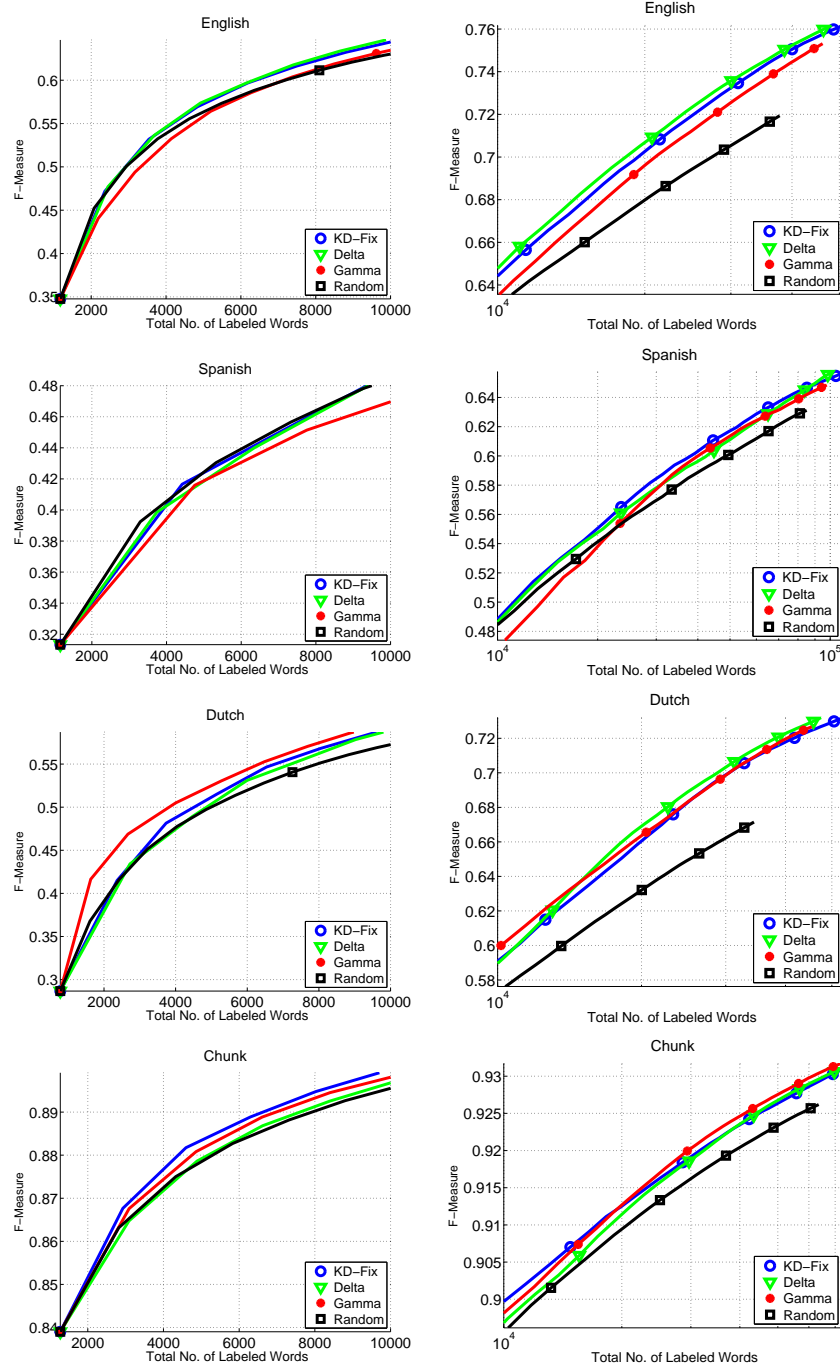 English
F-Measure
0.6
0.55
0.5
0.45
0.4
0.35
2000 4000 6000 8000 10000
Total No. of Labeled Words
KD-Fix
Delta
Gamma
Random
English
F-Measure
0.76
0.74
0.72
0.7
0.68
0.66
0.64
10^4
Total No. of Labeled Words
KD-Fix
Delta
Gamma
Random
Spanish
F-Measure
0.48
0.46
0.44
0.42
0.4
0.38
0.36
0.34
0.32
2000 4000 6000 8000 10000
Total No. of Labeled Words
KD-Fix
Delta
Gamma
Random
Spanish
F-Measure
0.64
0.62
0.6
0.58
0.56
0.54
0.52
0.5
0.48
10^4 10^5
Total No. of Labeled Words
KD-Fix
Delta
Gamma
Random
Dutch
F-Measure
0.55
0.5
0.45
0.4
0.35
0.3
2000 4000 6000 8000 10000
Total No. of Labeled Words
KD-Fix
Delta
Gamma
Random
Dutch
F-Measure
0.72
0.7
0.68
0.66
0.64
0.62
0.6
0.58
10^4
Total No. of Labeled Words
KD-Fix
Delta
Gamma
Random
Chunk
F-Measure
0.89
0.88
0.87
0.86
0.85
0.84
2000 4000 6000 8000 10000
Total No. of Labeled Words
KD-Fix
Delta
Gamma
Random
Chunk
F-Measure
0.93
0.925
0.92
0.915
0.91
0.905
0.9
10^4
Total No. of Labeled Words
KD-Fix
Delta
Gamma
Random